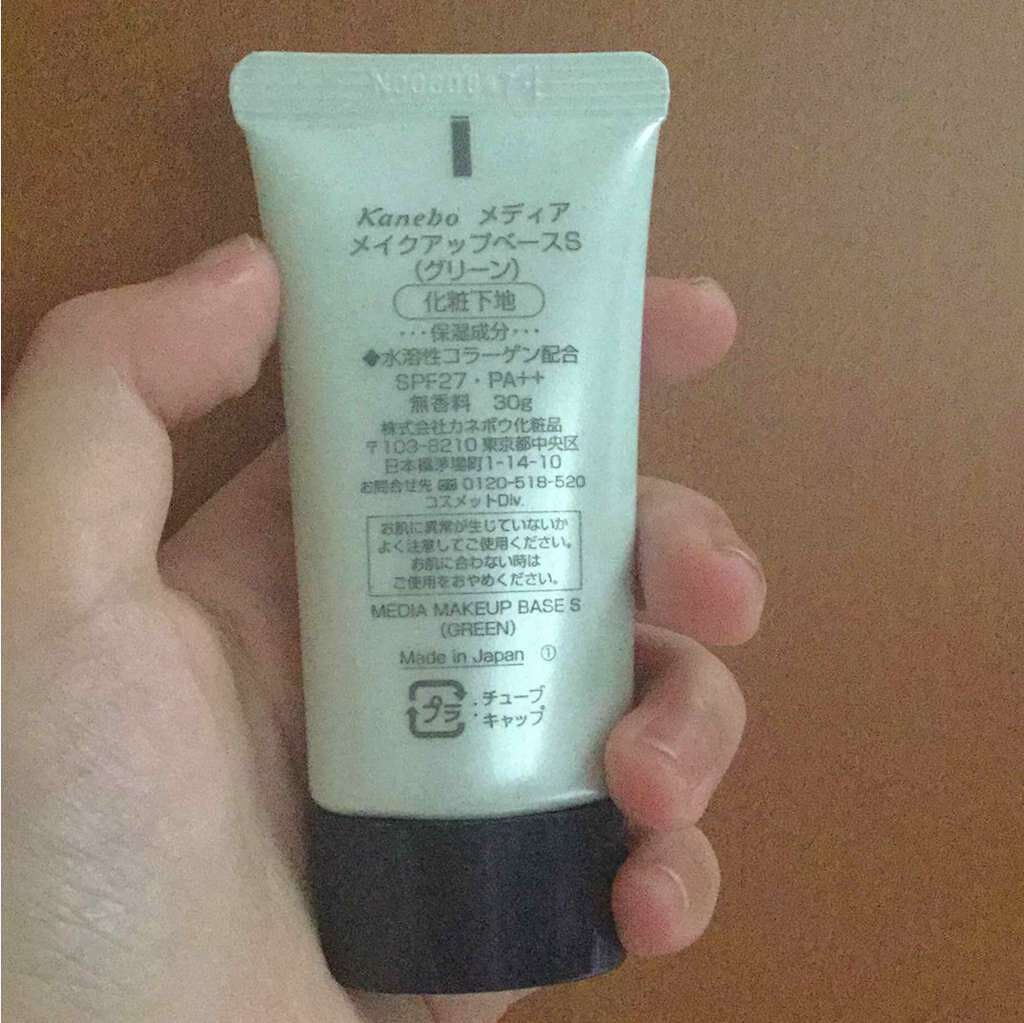 Kanebo メディア
メイクアップベースS
(グリーン)
化粧下地
・・・保湿成分・・・
◆水溶性コラーゲン配合
SPF27・PA++
無香料 30g
株式会社カネボウ化粧品
〒103-8210 東京都中央区
日本橋茅場町1-14-10
お問合せ先 0120-518-520
コスメットDiv.
お肌に異常が生じていないか
よく注意してご使用ください。
お肌に合わない時は
ご使用をおやめください。
MEDIA MAKEUP BASE S
(GREEN)
Made in Japan ①
プラ :チューブ
・キャップ